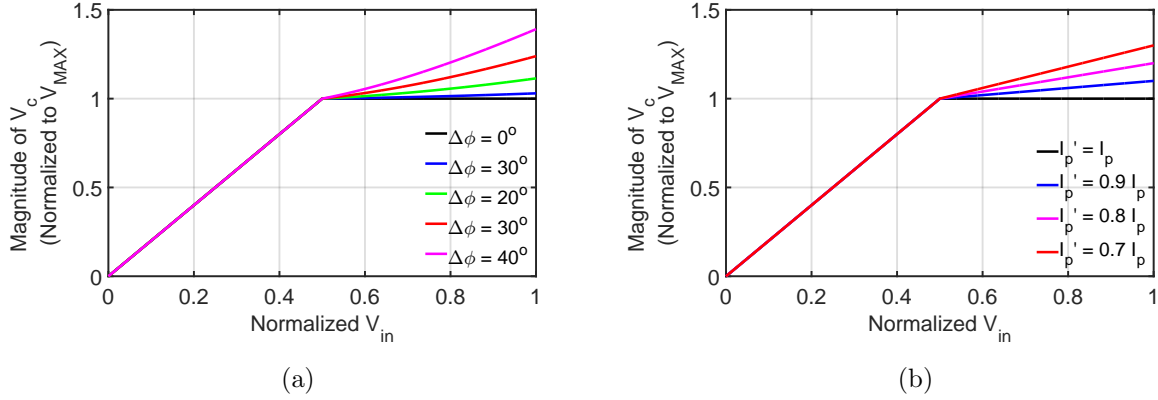 Magnitude of V_c
(Normalized to V_MAX)
1.5
1
0.5
0
Δϕ = 0°
Δϕ = 30°
Δϕ = 20°
Δϕ = 30°
Δϕ = 40°
0 0.2 0.4 0.6 0.8 1
Normalized V_in
(a)
Magnitude of V_c
(Normalized to V_MAX)
1.5
1
0.5
0
I_p' = I_p
I_p' = 0.9 I_p
I_p' = 0.8 I_p
I_p' = 0.7 I_p
0 0.2 0.4 0.6 0.8 1
Normalized V_in
(b)